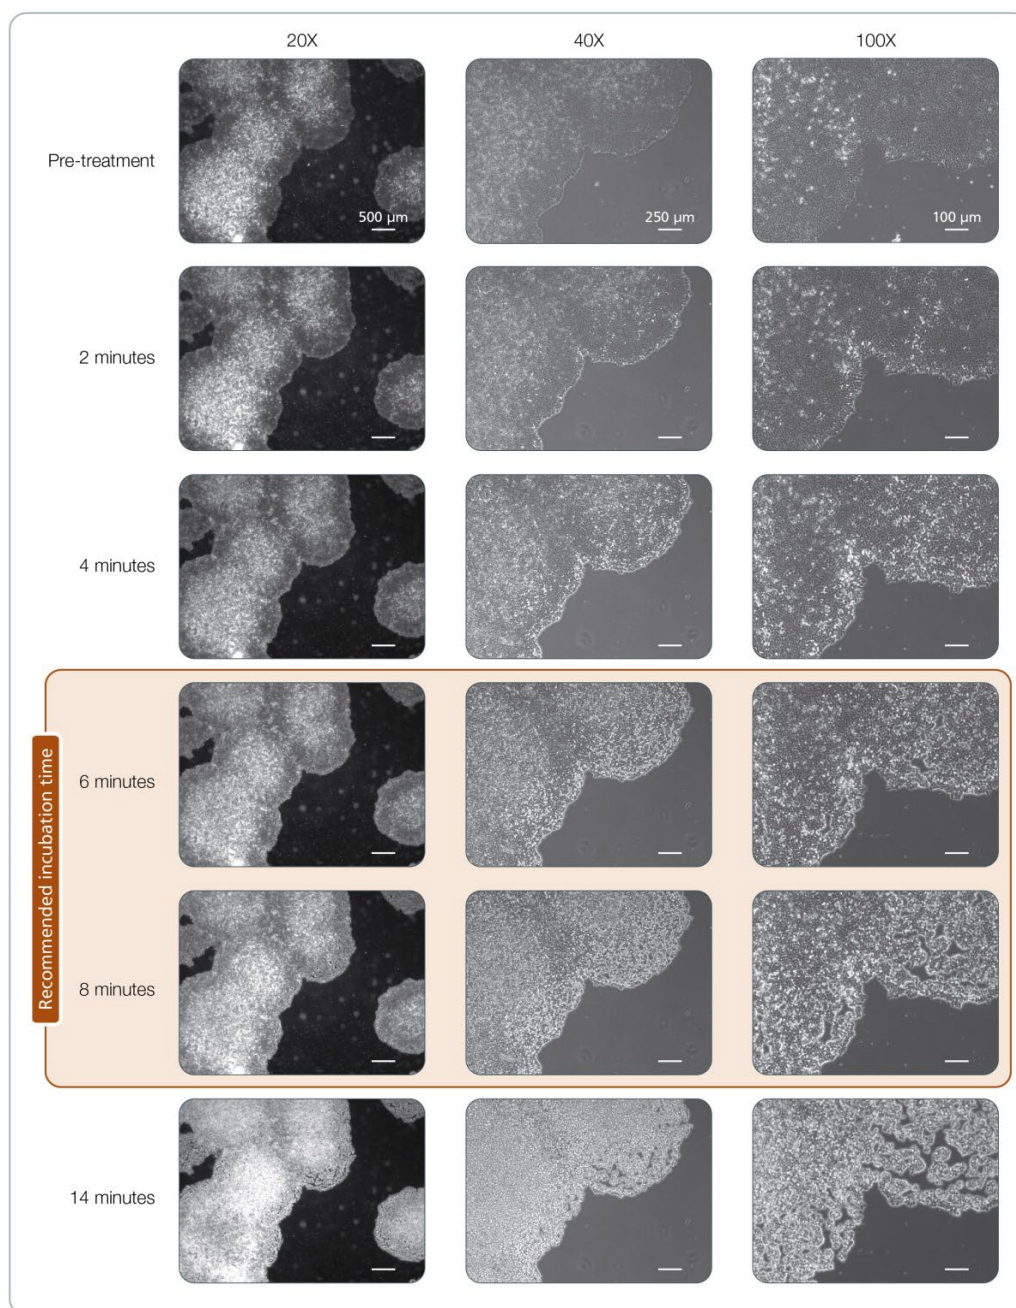 20X
40X
100X
Pre-treatment
500 µm
250 µm
100 µm
2 minutes
4 minutes
Recommended incubation time
6 minutes
8 minutes
14 minutes